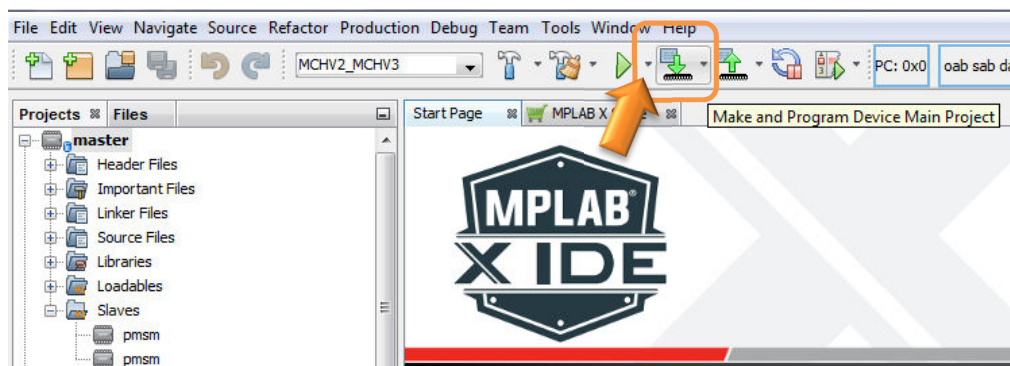 File Edit View Navigate Source Refactor Production Debug Team Tools Window Help
MCHV2_MCHV3
PC: 0x0
oab sab da
Projects Files
Start Page
MPLAB X
Make and Program Device Main Project
master
Header Files
Important Files
Linker Files
Source Files
Libraries
Loadables
Slaves
pmsm
pmsm
MPLAB®
X IDE